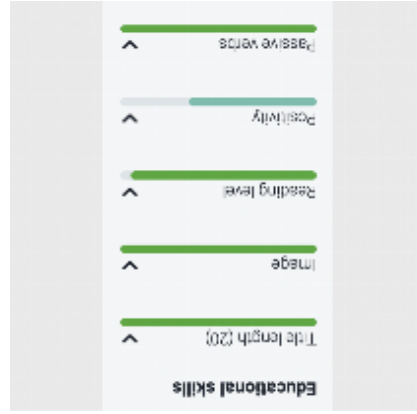 Educational skills
Title length (20)
Image
Reading level
Positivity
Passive verbs